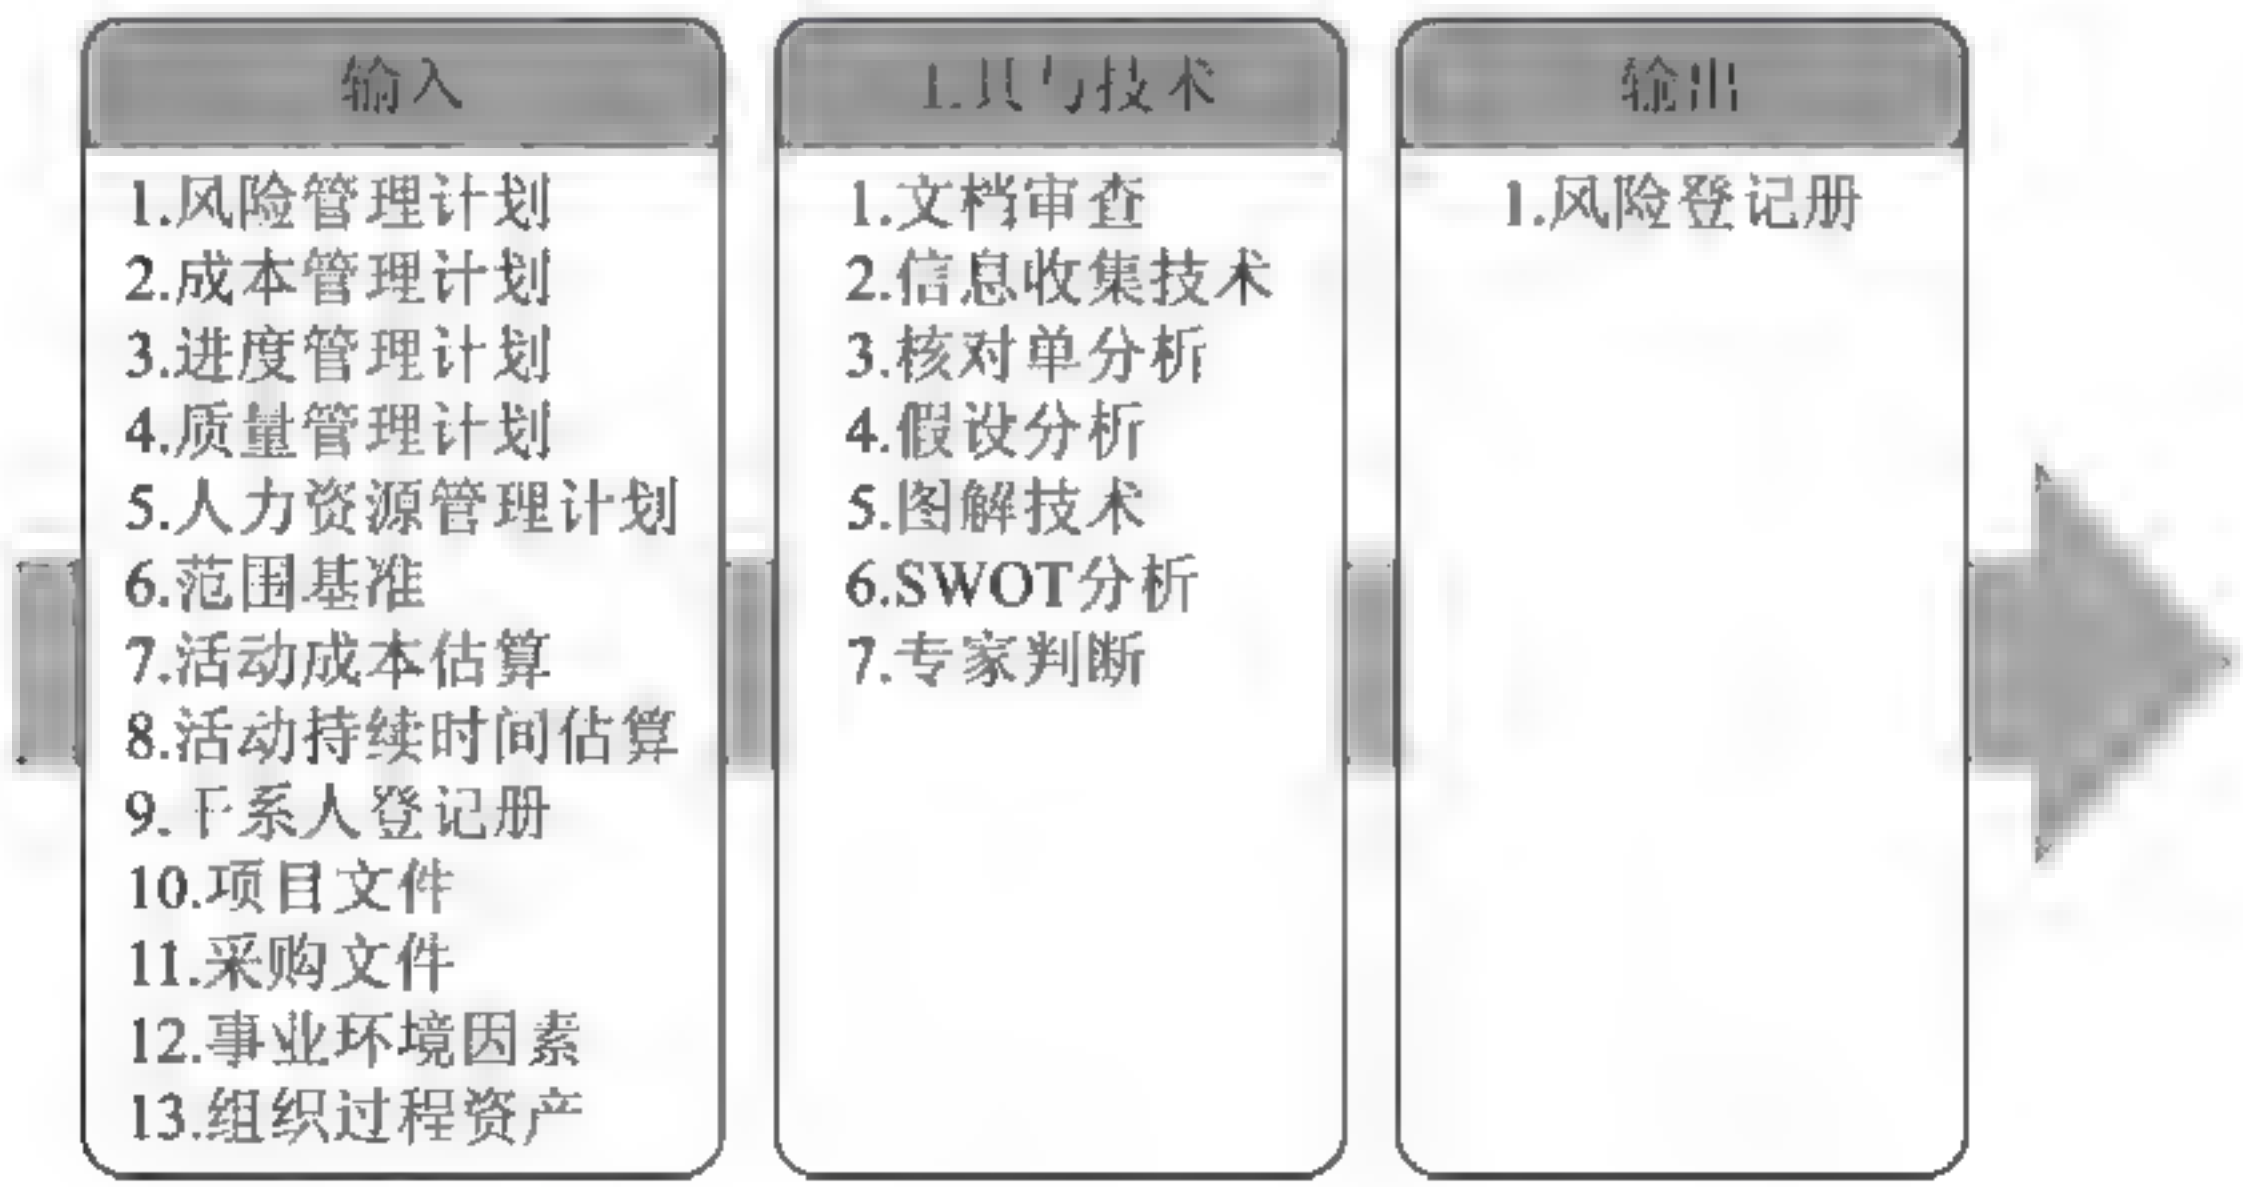 输入
1.风险管理计划
2.成本管理计划
3.进度管理计划
4.质量管理计划
5.人力资源管理计划
6.范围基准
7.活动成本估算
8.活动持续时间估算
9.干系人登记册
10.项目文件
11.采购文件
12.事业环境因素
13.组织过程资产
工具与技术
1.文档审查
2.信息收集技术
3.核对单分析
4.假设分析
5.图解技术
6.SWOT分析
7.专家判断
输出
1.风险登记册